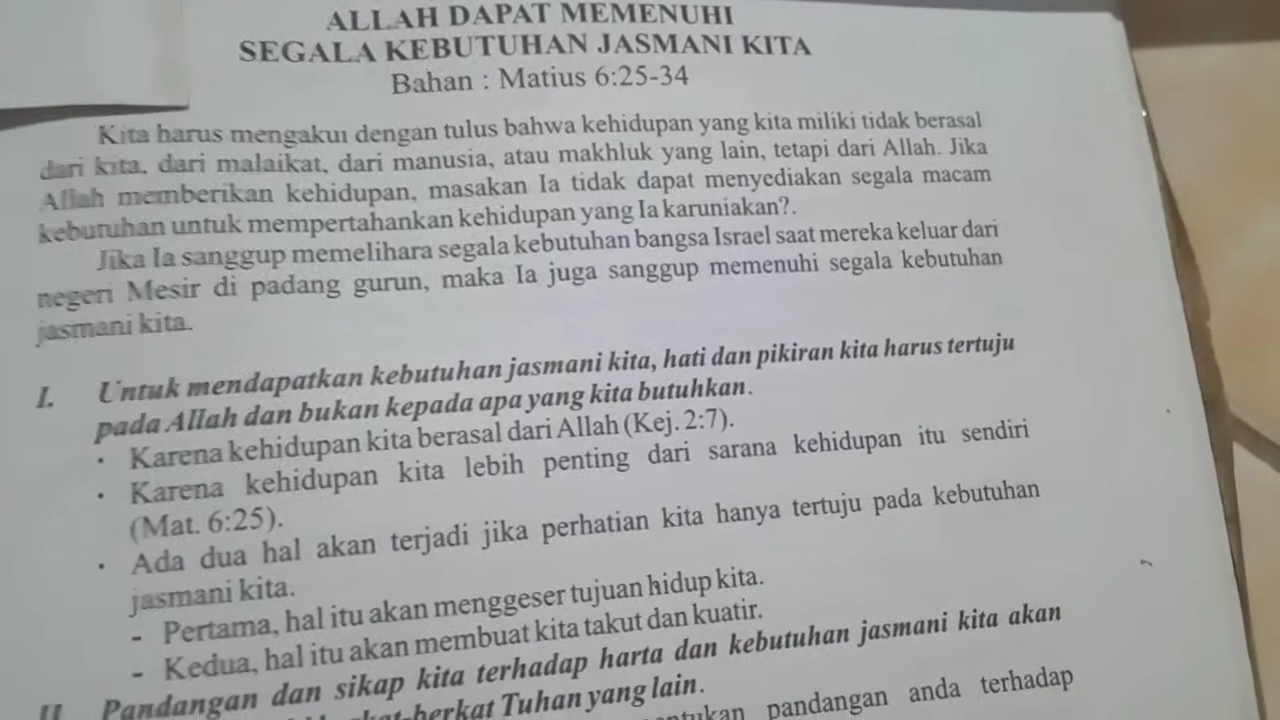 ALLAH DAPAT MEMENUHI
SEGALA KEBUTUHAN JASMANI KITA
Bahan : Matius 6:25-34
Kita harus mengakui dengan tulus bahwa kehidupan yang kita miliki tidak berasal
dari kita, dari malaikat, dari manusia, atau makhluk yang lain, tetapi dari Allah. Jika
Allah memberikan kehidupan, masakan Ia tidak dapat menyediakan segala macam
kebutuhan untuk mempertahankan kehidupan yang Ia karuniakan?.
Jika Ia sanggup memelihara segala kebutuhan bangsa Israel saat mereka keluar dari
negeri Mesir di padang gurun, maka Ia juga sanggup memenuhi segala kebutuhan
jasmani kita.
I. Untuk mendapatkan kebutuhan jasmani kita, hati dan pikiran kita harus tertuju
pada Allah dan bukan kepada apa yang kita butuhkan.
· Karena kehidupan kita berasal dari Allah (Kej. 2:7).
· Karena kehidupan kita lebih penting dari sarana kehidupan itu sendiri
(Mat. 6:25).
· Ada dua hal akan terjadi jika perhatian kita hanya tertuju pada kebutuhan
jasmani kita.
- Pertama, hal itu akan menggeser tujuan hidup kita.
- Kedua, hal itu akan membuat kita takut dan kuatir.
II. Pandangan dan sikap kita terhadap harta dan kebutuhan jasmani kita akan
berkat Tuhan yang lain.
pandangan anda terhadap